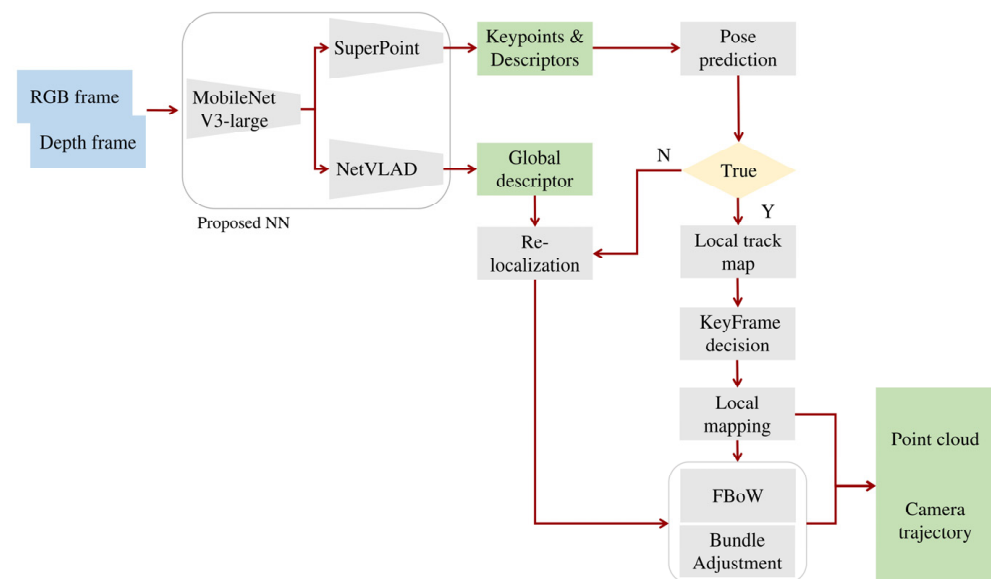 RGB frame
Depth frame
MobileNet
V3-large
SuperPoint
NetVLAD
Proposed NN
Keypoints &
Descriptors
Global
descriptor
Re-
localization
Pose
prediction
N
True
Y
Local track
map
KeyFrame
decision
Local
mapping
FBoW
Bundle
Adjustment
Point cloud
Camera
trajectory